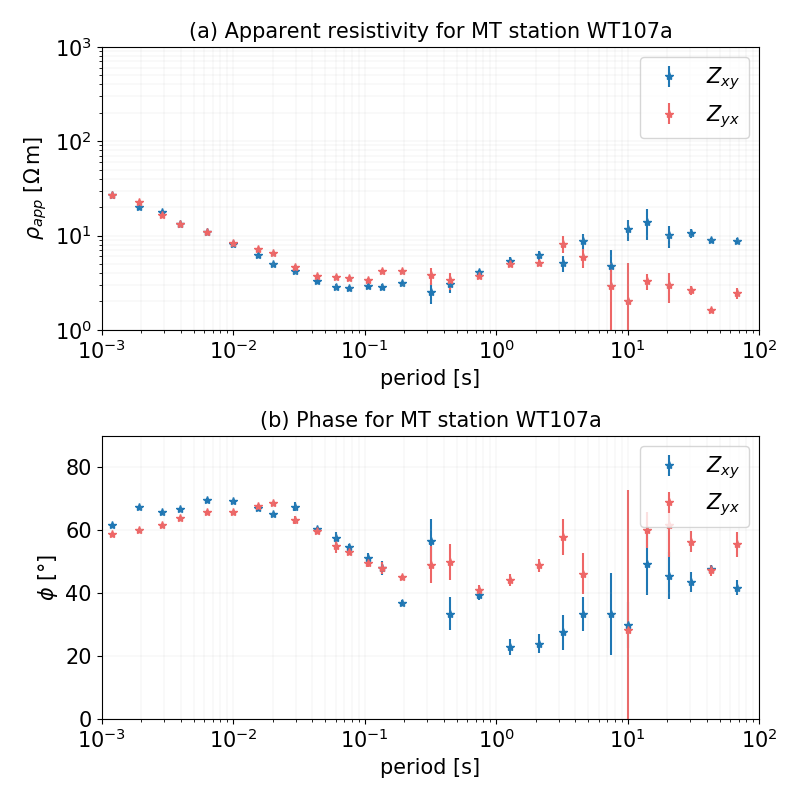 (a) Apparent resistivity for MT station WT107a
10³
10²
10¹
10⁰
ρ_app [Ω m]
Z_xy
Z_yx
10⁻³ 10⁻² 10⁻¹ 10⁰ 10¹ 10²
period [s]
(b) Phase for MT station WT107a
80
60
40
20
0
ϕ [°]
Z_xy
Z_yx
10⁻³ 10⁻² 10⁻¹ 10⁰ 10¹ 10²
period [s]